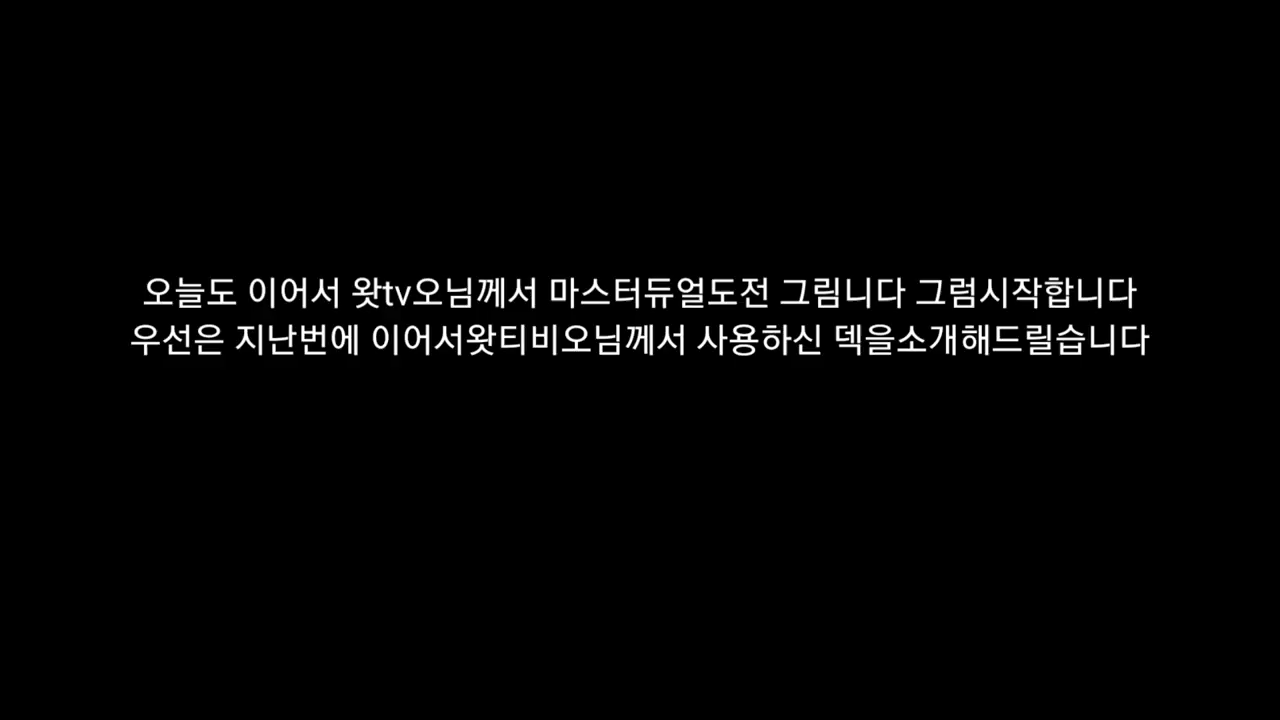 오늘도 이어서 왓tv오님께서 마스터듀얼도전 그림니다 그럼시작합니다
우선은 지난번에 이어서왓티비오님께서 사용하신 덱을소개해드릴습니다